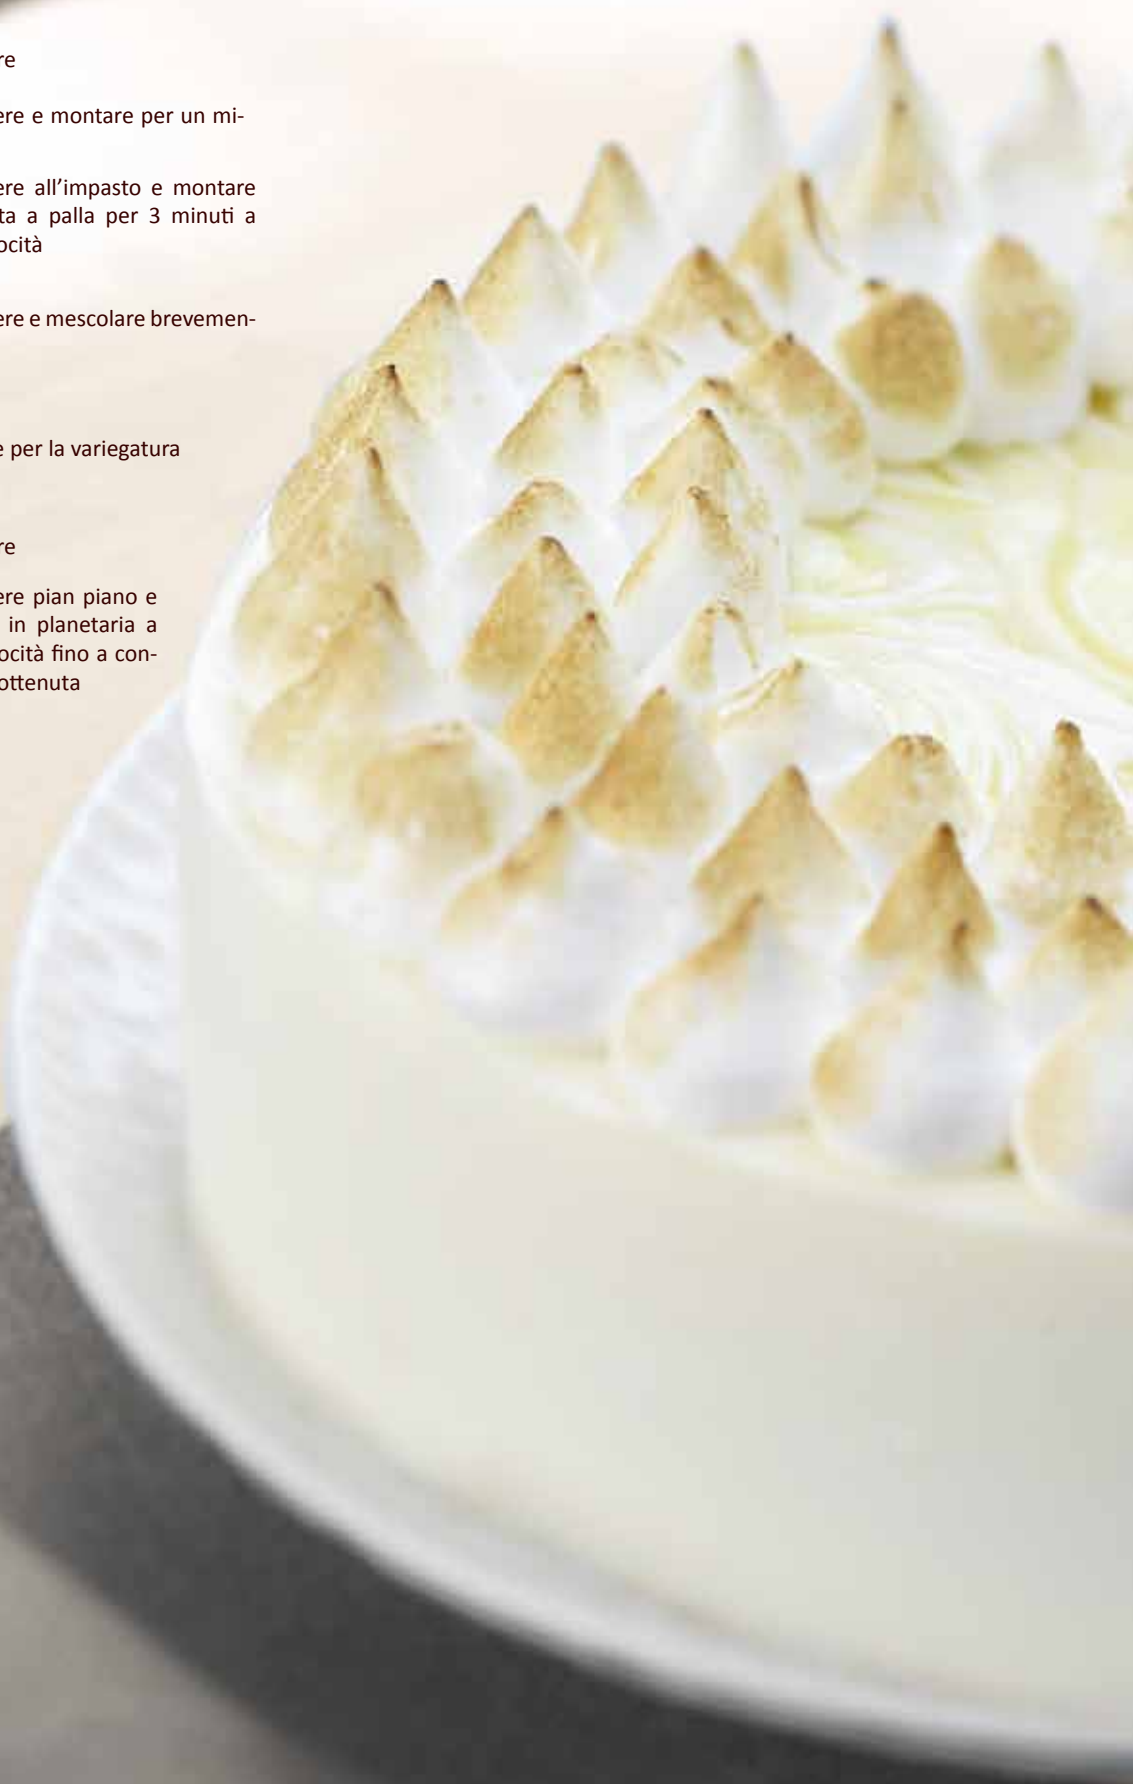 re
ere e montare per un mi-
ere all'impasto e montare
ta a palla per 3 minuti a
ocità
ere e mescolare brevemen-
e per la variegatura
re
ere pian piano e
in planetaria a
ocità fino a con-
ottenuta